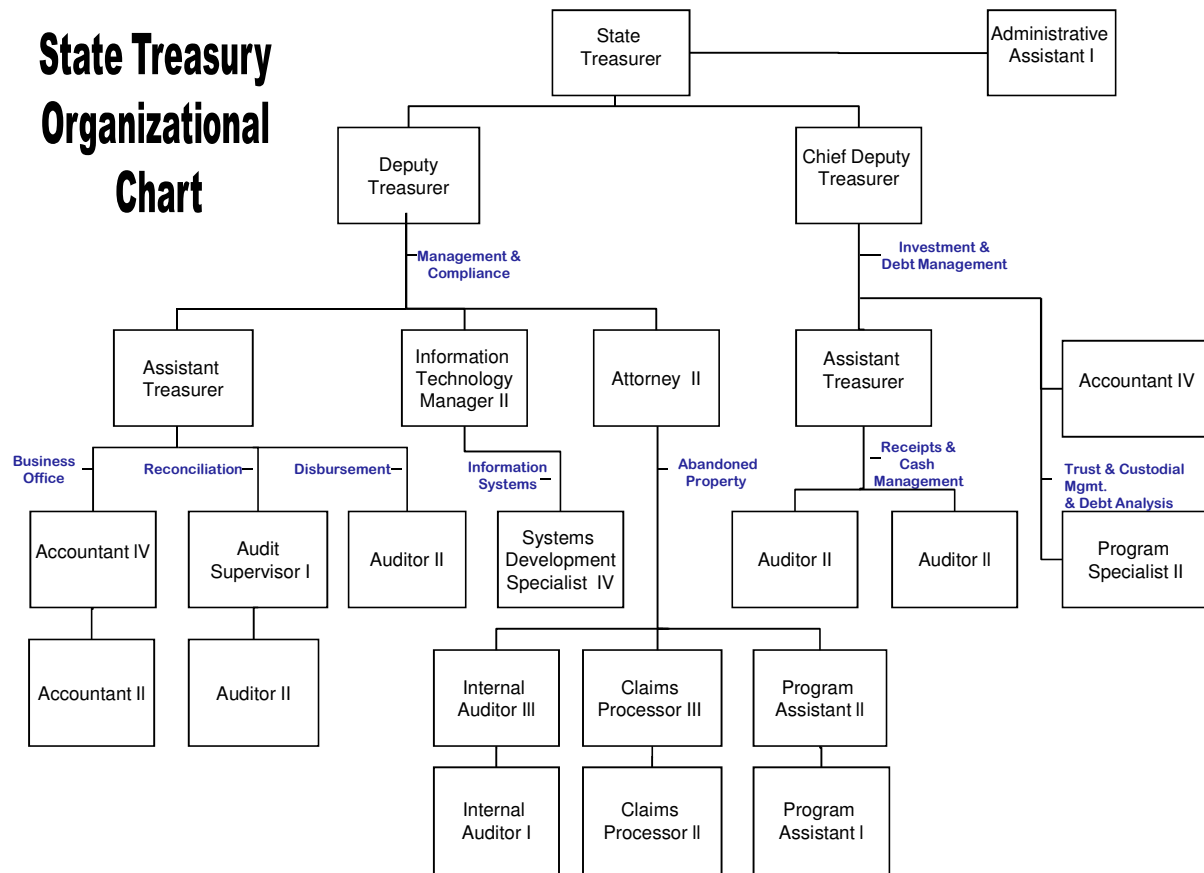 State Treasury
Organizational
Chart
State
Treasurer
Administrative
Assistant I
Deputy
Treasurer
Chief Deputy
Treasurer
Management &
Compliance
Investment &
Debt Management
Assistant
Treasurer
Information
Technology
Manager II
Attorney II
Assistant
Treasurer
Accountant IV
Business
Office
Reconciliation
Disbursement
Information
Systems
Abandoned
Property
Receipts &
Cash
Management
Trust & Custodial
Mgmt.
& Debt Analysis
Accountant IV
Audit
Supervisor I
Auditor II
Systems
Development
Specialist IV
Auditor II
Auditor II
Program
Specialist II
Accountant II
Auditor II
Internal
Auditor III
Claims
Processor III
Program
Assistant II
Internal
Auditor I
Claims
Processor II
Program
Assistant I